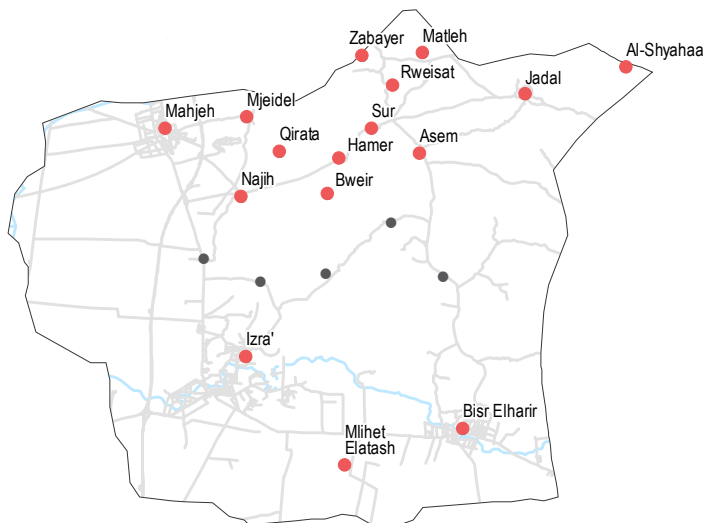 Zabayer
Matleh
Al-Shyahaa
Rweisat
Jadal
Mahjeh
Mjeidel
Sur
Qirata
Hamer
Asem
Najih
Bweir
Izra'
Bisr Elharir
Mlihet
Elatash